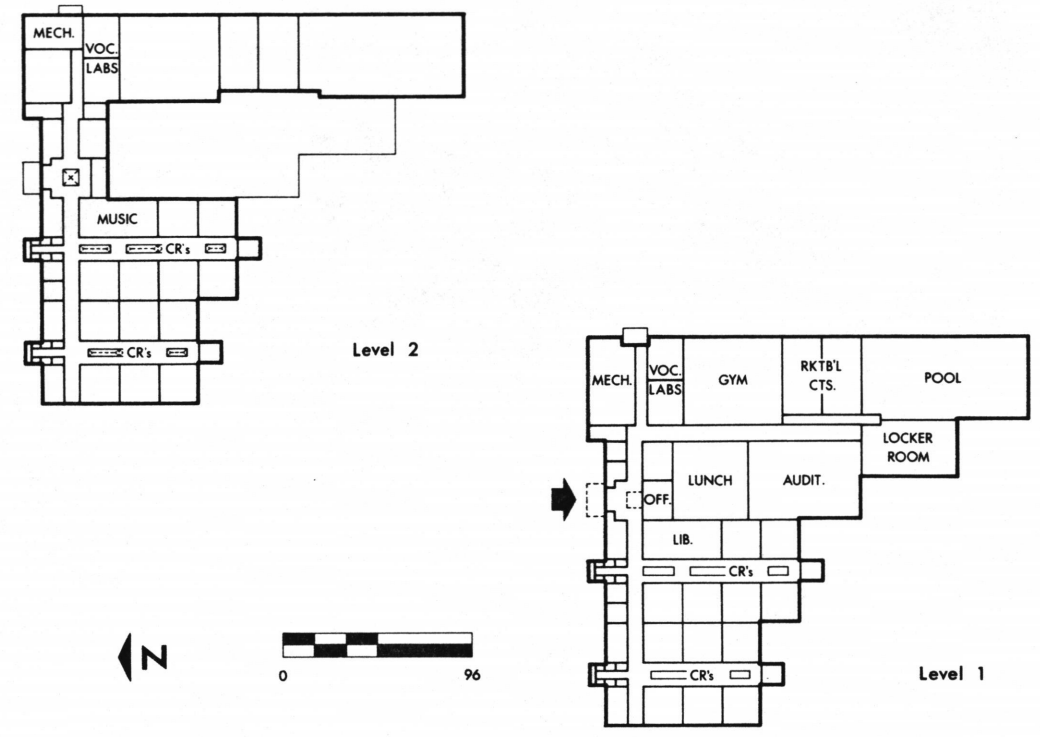 MECH.
VOC.
LABS
MUSIC
CR's
CR's
Level 2
MECH.
VOC.
LABS
GYM
RKTB'L
CTS.
POOL
LOCKER
ROOM
LUNCH
AUDIT.
OFF.
LIB.
CR's
CR's
Level 1
N
0 96